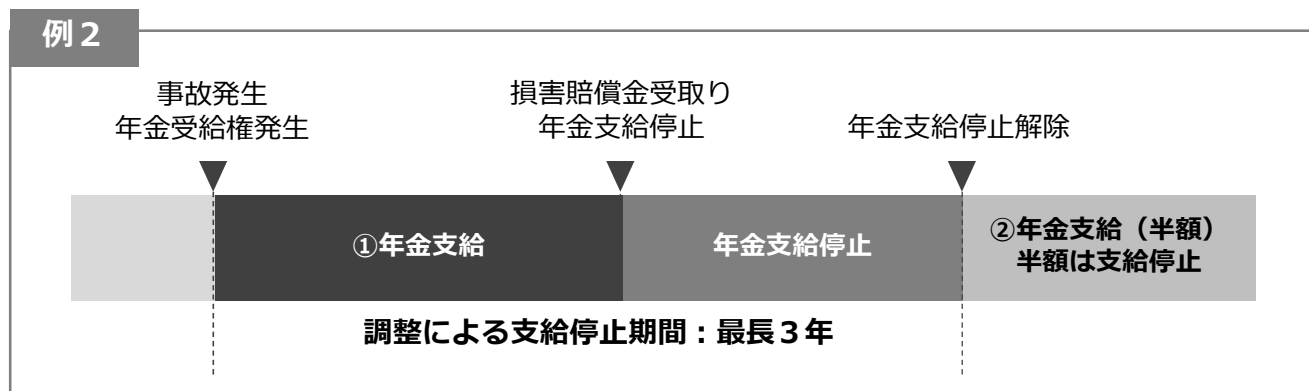 例２
事故発生
年金受給権発生
損害賠償金受取り
年金支給停止
年金支給停止解除
①年金支給
年金支給停止
②年金支給（半額）
半額は支給停止
調整による支給停止期間：最長３年